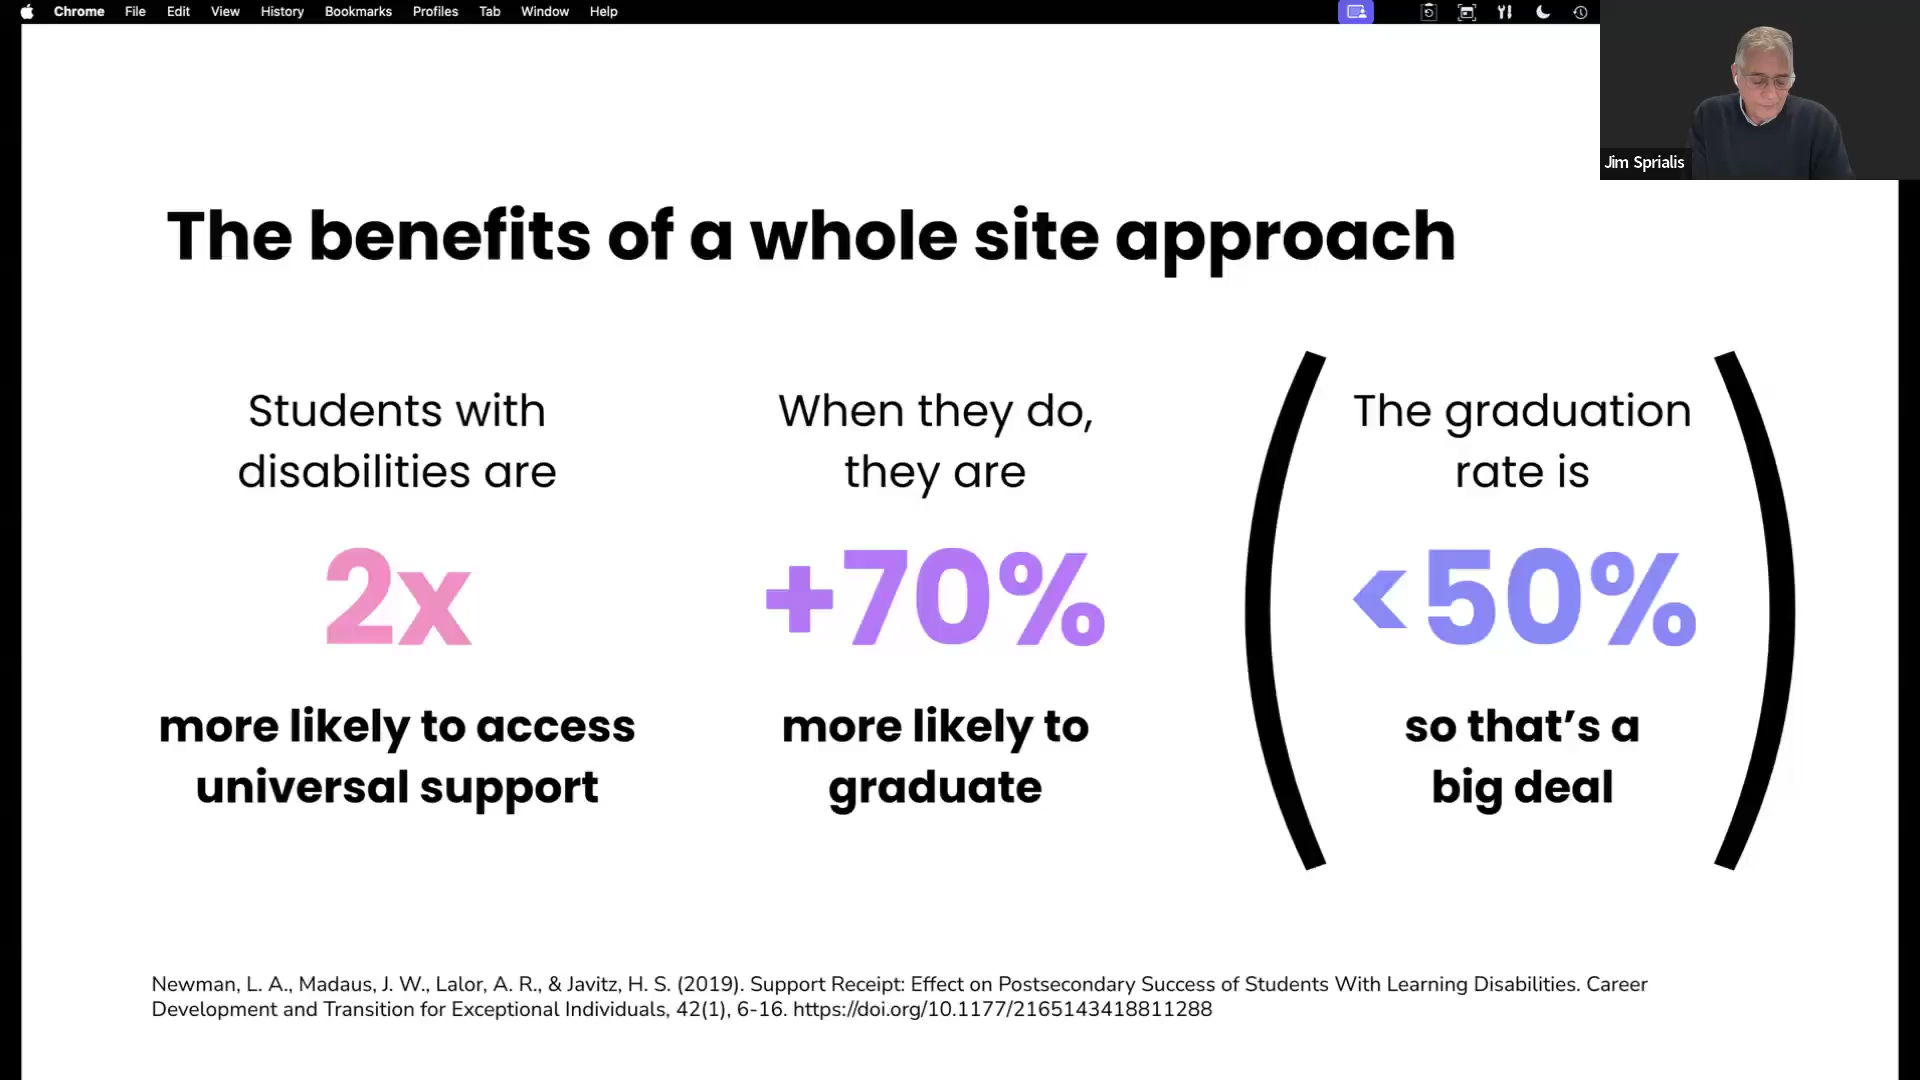 Chrome File Edit View History Bookmarks Profiles Tab Window Help
Jim Sprialis
The benefits of a whole site approach
Students with
disabilities are
2x
more likely to access
universal support
When they do,
they are
+70%
more likely to
graduate
The graduation
rate is
<50%
so that’s a
big deal
Newman, L. A., Madaus, J. W., Lalor, A. R., & Javitz, H. S. (2019). Support Receipt: Effect on Postsecondary Success of Students With Learning Disabilities. Career
Development and Transition for Exceptional Individuals, 42(1), 6-16. https://doi.org/10.1177/2165143418811288